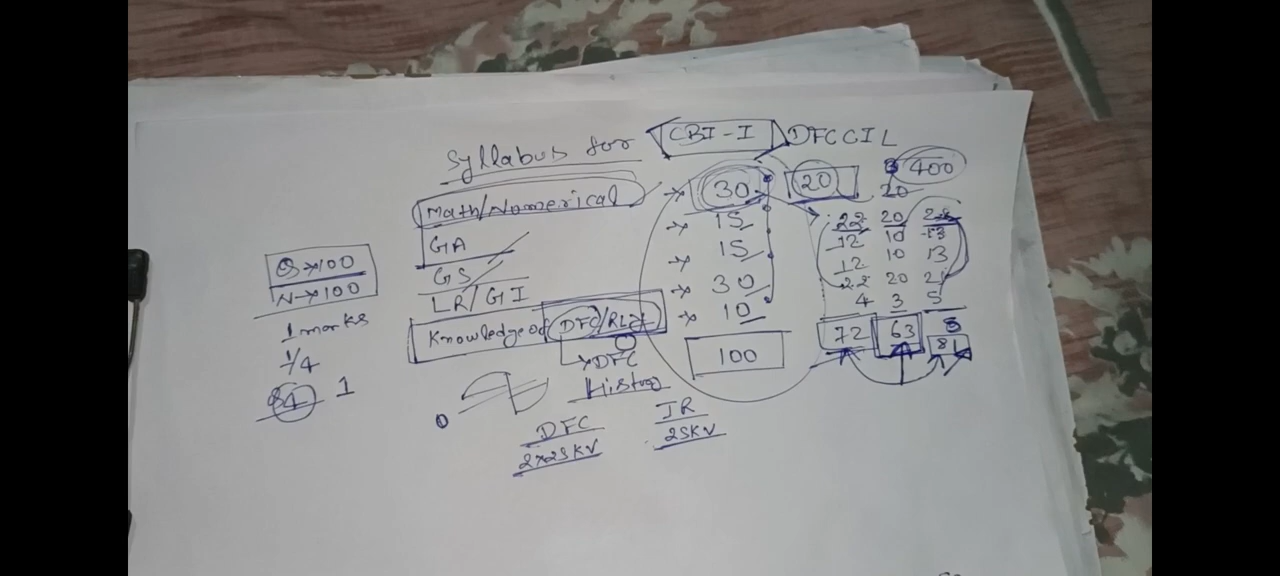 Syllabus for CBI-I DFCCIL
Math/Numerical → 30 20 400
20
GA → 15 22 20
GS → 15 12 10 13
LR/GI → 30 12 10 13
22 20 21
Knowledge of DFC/RLY → 10 4 3 5
100 72 63 81
Q→100
N→100
1 marks
1/4
Q4 1
→DFC
History
DFC IR
2x25KV 25KV